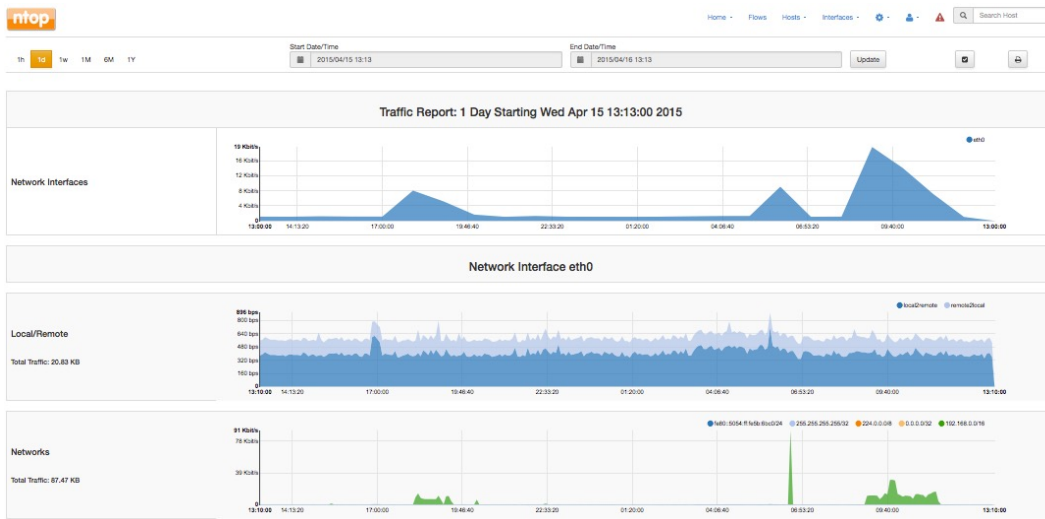 ntop
Home
Flows
Hosts
Interfaces
Search Host
1h 1d 1w 1M 6M 1Y
Start Date/Time
2015/04/15 13:13
End Date/Time
2015/04/16 13:13
Update
Traffic Report: 1 Day Starting Wed Apr 15 13:13:00 2015
Network Interfaces
eth0
19 Kbit/s
16 Kbit/s
12 Kbit/s
8 Kbit/s
4 Kbit/s
0
13:00:00 14:13:20 17:00:00 19:46:40 22:33:20 01:20:00 04:06:40 06:53:20 09:40:00 13:00:00
Network Interface eth0
Local/Remote
Total Traffic: 20.83 KB
local2remote remote2local
896 bps
800 bps
640 bps
480 bps
320 bps
160 bps
0
13:10:00 14:13:20 17:00:00 19:46:40 22:33:20 01:20:00 04:06:40 06:53:20 09:40:00 13:10:00
Networks
Total Traffic: 87.47 KB
255.255.255.255/32 224.0.0.0/8 0.0.0.0/32 192.168.0.0/16
91 Kbit/s
78 Kbit/s
39 Kbit/s
0
13:10:00 14:13:20 17:00:00 19:46:40 22:33:20 01:20:00 04:06:40 06:53:20 09:40:00 13:10:00